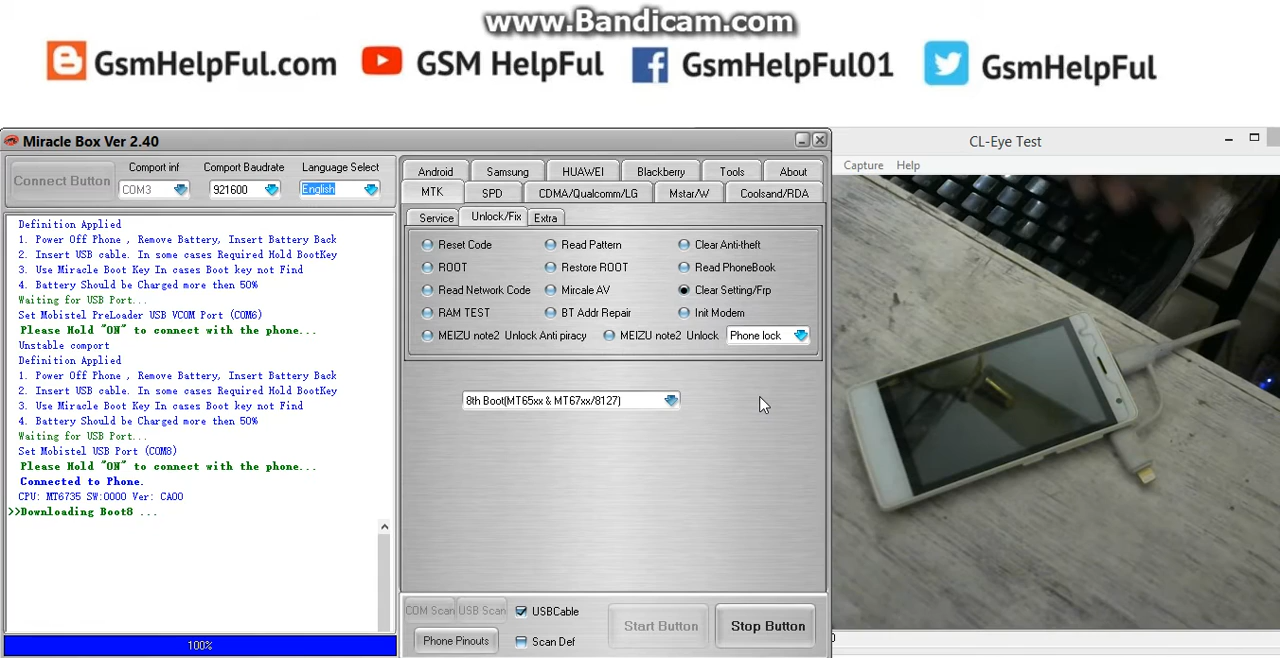 www.Bandicam.com
GsmHelpFul.com GSM HelpFul GsmHelpFul01 GsmHelpFul
Miracle Box Ver 2.40
CL-Eye Test
Capture Help
Connect Button
Comport inf Comport Baudrate Language Select
COM3 921600 English
Android Samsung HUAWEI Blackberry Tools About
MTK SPD CDMA/Qualcomm/LG Mstar/W Coolsand/RDA
Service Unlock/Fix Extra
Reset Code Read Pattern Clear Anti-theft
ROOT Restore ROOT Read PhoneBook
Read Network Code Mircale AV Clear Setting/Frp
RAM TEST BT Addr Repair Init Modem
MEIZU note2 Unlock Anti piracy MEIZU note2 Unlock Phone lock
8th Boot(MT65xx & MT67xx/8127)
Definition Applied
1. Power Off Phone , Remove Battery, Insert Battery Back
2. Insert USB cable. In some cases Required Hold BootKey
3. Use Miracle Boot Key In cases Boot key not Find
4. Battery Should be Charged more then 50%
Waiting for USB Port...
Set Mobistel PreLoader USB VCOM Port (COM6)
Please Hold "ON" to connect with the phone...
Unstable comport
Definition Applied
1. Power Off Phone , Remove Battery, Insert Battery Back
2. Insert USB cable. In some cases Required Hold BootKey
3. Use Miracle Boot Key In cases Boot key not Find
4. Battery Should be Charged more then 50%
Waiting for USB Port...
Set Mobistel USB Port (COM8)
Please Hold "ON" to connect with the phone...
Connected to Phone.
CPU: MT6735 SW:0000 Ver: CA00
>>Downloading Boot8 ...
100%
COM Scan USB Scan USBCable
Phone Pinouts Scan Def
Start Button Stop Button